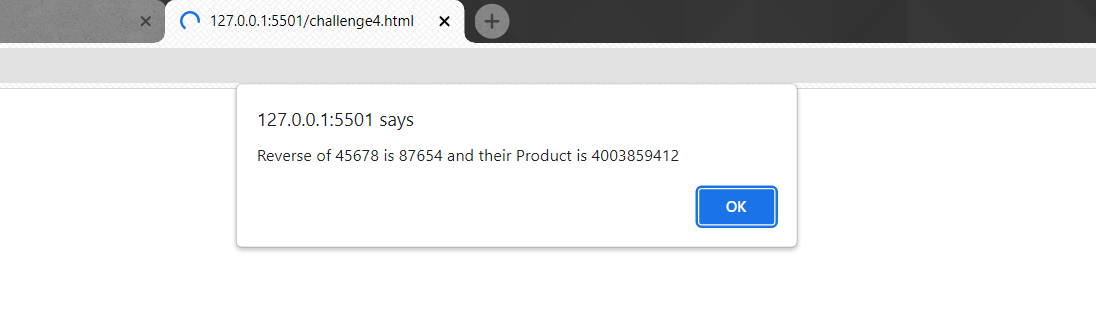 127.0.0.1:5501/challenge4.html
127.0.0.1:5501 says
Reverse of 45678 is 87654 and their Product is 4003859412
OK